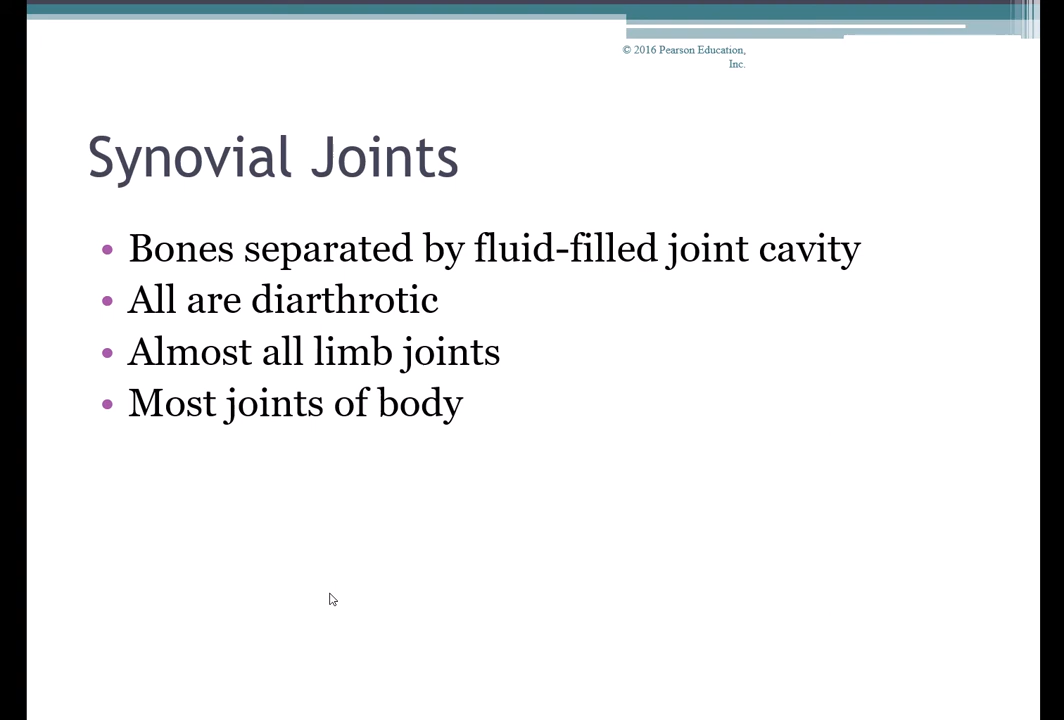 © 2016 Pearson Education,
Inc.
Synovial Joints
• Bones separated by fluid-filled joint cavity
• All are diarthrotic
• Almost all limb joints
• Most joints of body